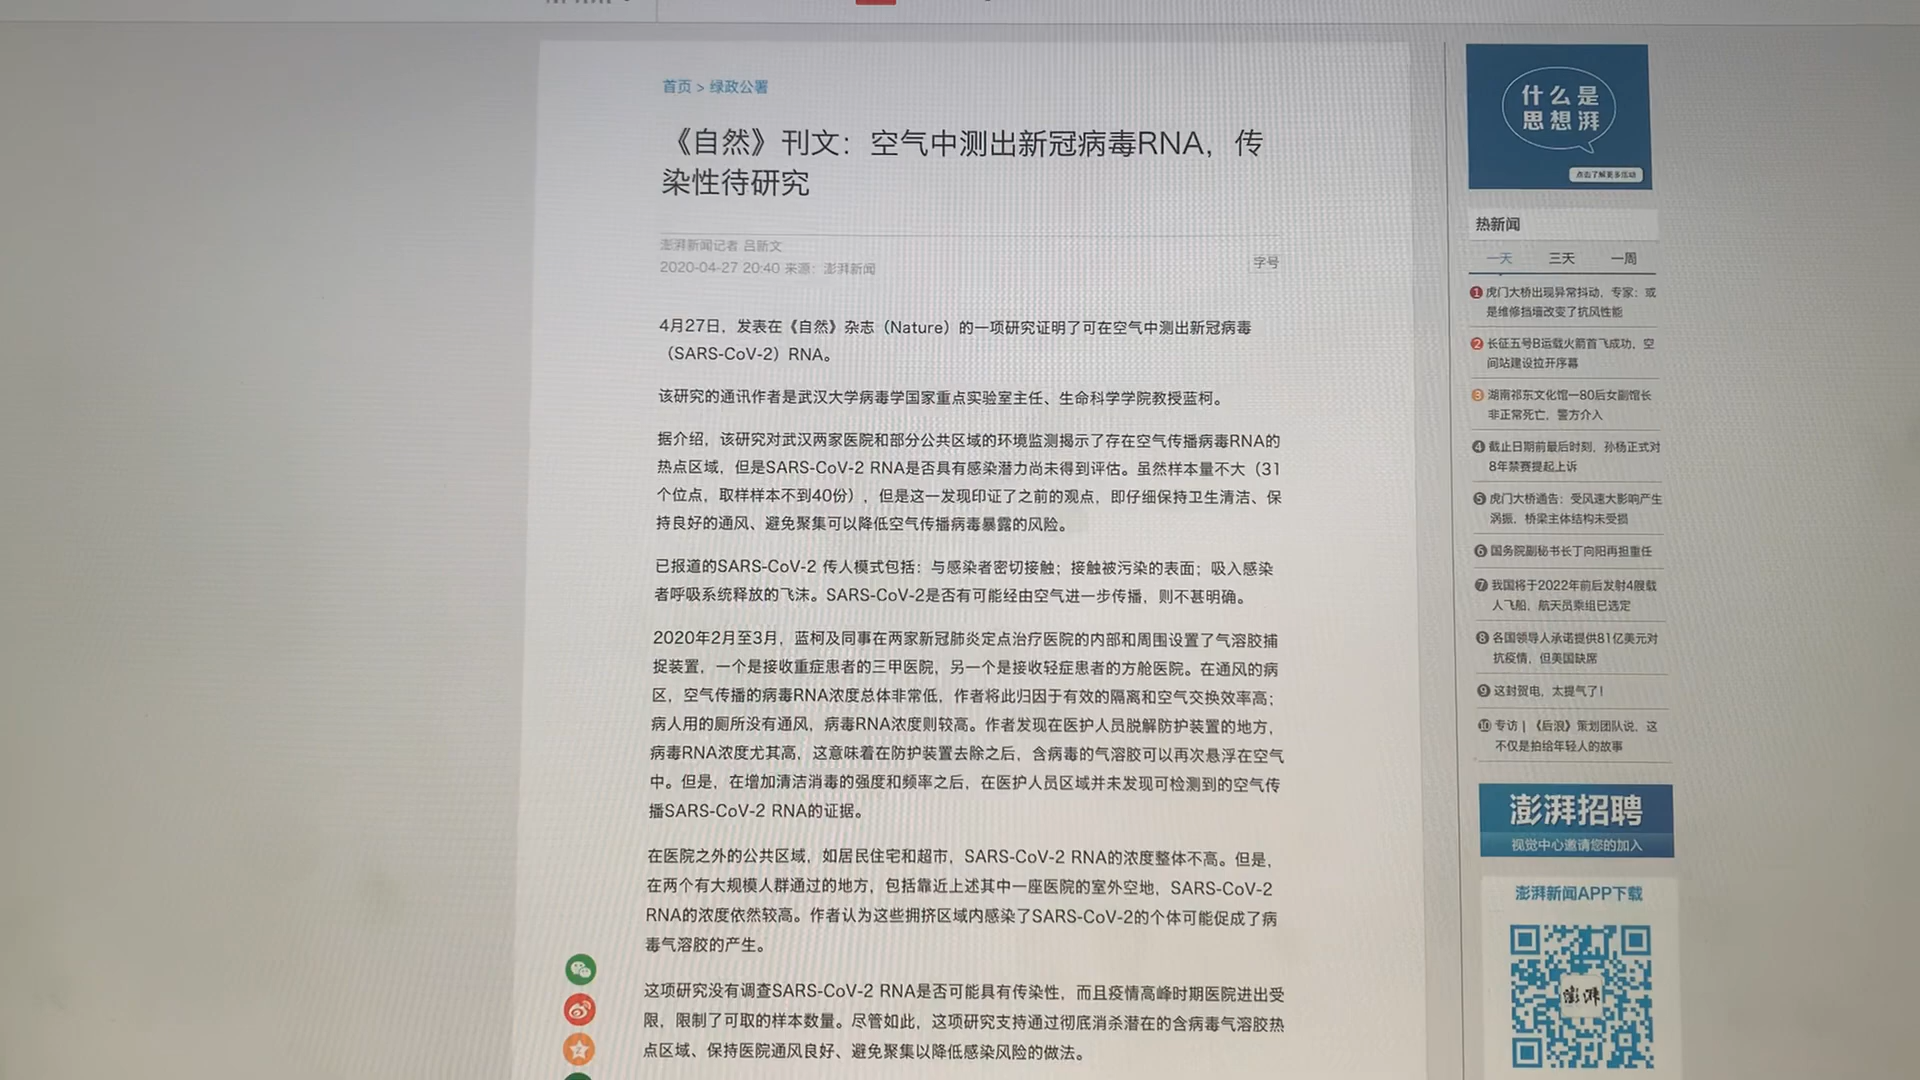 首页 > 绿政公署
《自然》刊文：空气中测出新冠病毒RNA，传
染性待研究
澎湃新闻记者 吕新文
2020-04-27 20:40 来源：澎湃新闻
字号
4月27日，发表在《自然》杂志（Nature）的一项研究证明了可在空气中测出新冠病毒
（SARS-CoV-2）RNA。
该研究的通讯作者是武汉大学病毒学国家重点实验室主任、生命科学学院教授蓝柯。
据介绍，该研究对武汉两家医院和部分公共区域的环境监测揭示了存在空气传播病毒RNA的
热点区域，但是SARS-CoV-2 RNA是否具有感染潜力尚未得到评估。虽然样本量不大（31
个位点，取样样本不到40份），但是这一发现印证了之前的观点，即仔细保持卫生清洁、保
持良好的通风、避免聚集可以降低空气传播病毒暴露的风险。
已报道的SARS-CoV-2 传人模式包括：与感染者密切接触；接触被污染的表面；吸入感染
者呼吸系统释放的飞沫。SARS-CoV-2是否有可能经由空气进一步传播，则不甚明确。
2020年2月至3月，蓝柯及同事在两家新冠肺炎定点治疗医院的内部和周围设置了气溶胶捕
捉装置，一个是接收重症患者的三甲医院，另一个是接收轻症患者的方舱医院。在通风的病
区，空气传播的病毒RNA浓度总体非常低，作者将此归因于有效的隔离和空气交换效率高；
病人用的厕所没有通风，病毒RNA浓度则较高。作者发现在医护人员脱解防护装置的地方，
病毒RNA浓度尤其高，这意味着在防护装置去除之后，含病毒的气溶胶可以再次悬浮在空气
中。但是，在增加清洁消毒的强度和频率之后，在医护人员区域并未发现可检测到的空气传
播SARS-CoV-2 RNA的证据。
在医院之外的公共区域，如居民住宅和超市，SARS-CoV-2 RNA的浓度整体不高。但是，
在两个有大规模人群通过的地方，包括靠近上述其中一座医院的室外空地，SARS-CoV-2
RNA的浓度依然较高。作者认为这些拥挤区域内感染了SARS-CoV-2的个体可能促成了病
毒气溶胶的产生。
这项研究没有调查SARS-CoV-2 RNA是否可能具有传染性，而且疫情高峰时期医院进出受
限，限制了可取的样本数量。尽管如此，这项研究支持通过彻底消杀潜在的含病毒气溶胶热
点区域、保持医院通风良好、避免聚集以降低感染风险的做法。
什么是
思想湃
点击了解更多活动
热新闻
一天 三天 一周
1 虎门大桥出现异常抖动，专家：或
是维修挡墙改变了抗风性能
2 长征五号B运载火箭首飞成功，空
间站建设拉开序幕
3 湖南祁东文化馆一80后女副馆长
非正常死亡，警方介入
4 截止日期前最后时刻，孙杨正式对
8年禁赛提起上诉
5 虎门大桥通告：受风速大影响产生
涡振，桥梁主体结构未受损
6 国务院副秘书长丁向阳再担重任
7 我国将于2022年前后发射4艘载
人飞船，航天员乘组已选定
8 各国领导人承诺提供81亿美元对
抗疫情，但美国缺席
9 这封贺电，太提气了！
10 专访｜《后浪》策划团队说，这
不仅是拍给年轻人的故事
澎湃招聘
视觉中心邀请您的加入
澎湃新闻APP下载
澎湃